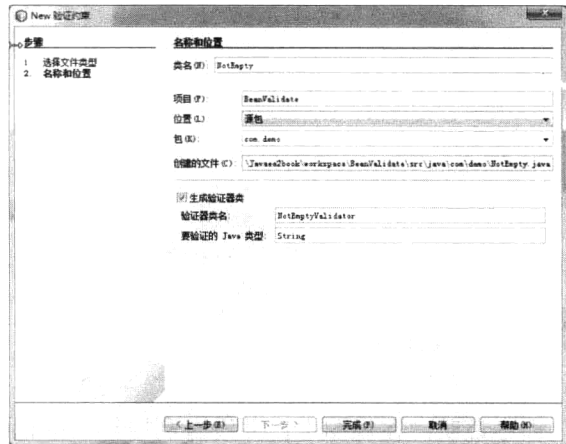 New 验证约束
步骤
1. 选择文件类型
2. 名称和位置
名称和位置
类名(N): NotEmpty
项目(P): BeanValidate
位置(L) 源包
包(K): com.demo
创建的文件(C): \Javaee2book\workspace\BeanValidate\src\java\com\demo\NotEmpty.java
生成验证器类
验证器类名: NotEmptyValidator
要验证的 Java 类型: String
<上一步(B) 下一步> 完成(F) 取消 帮助(H)